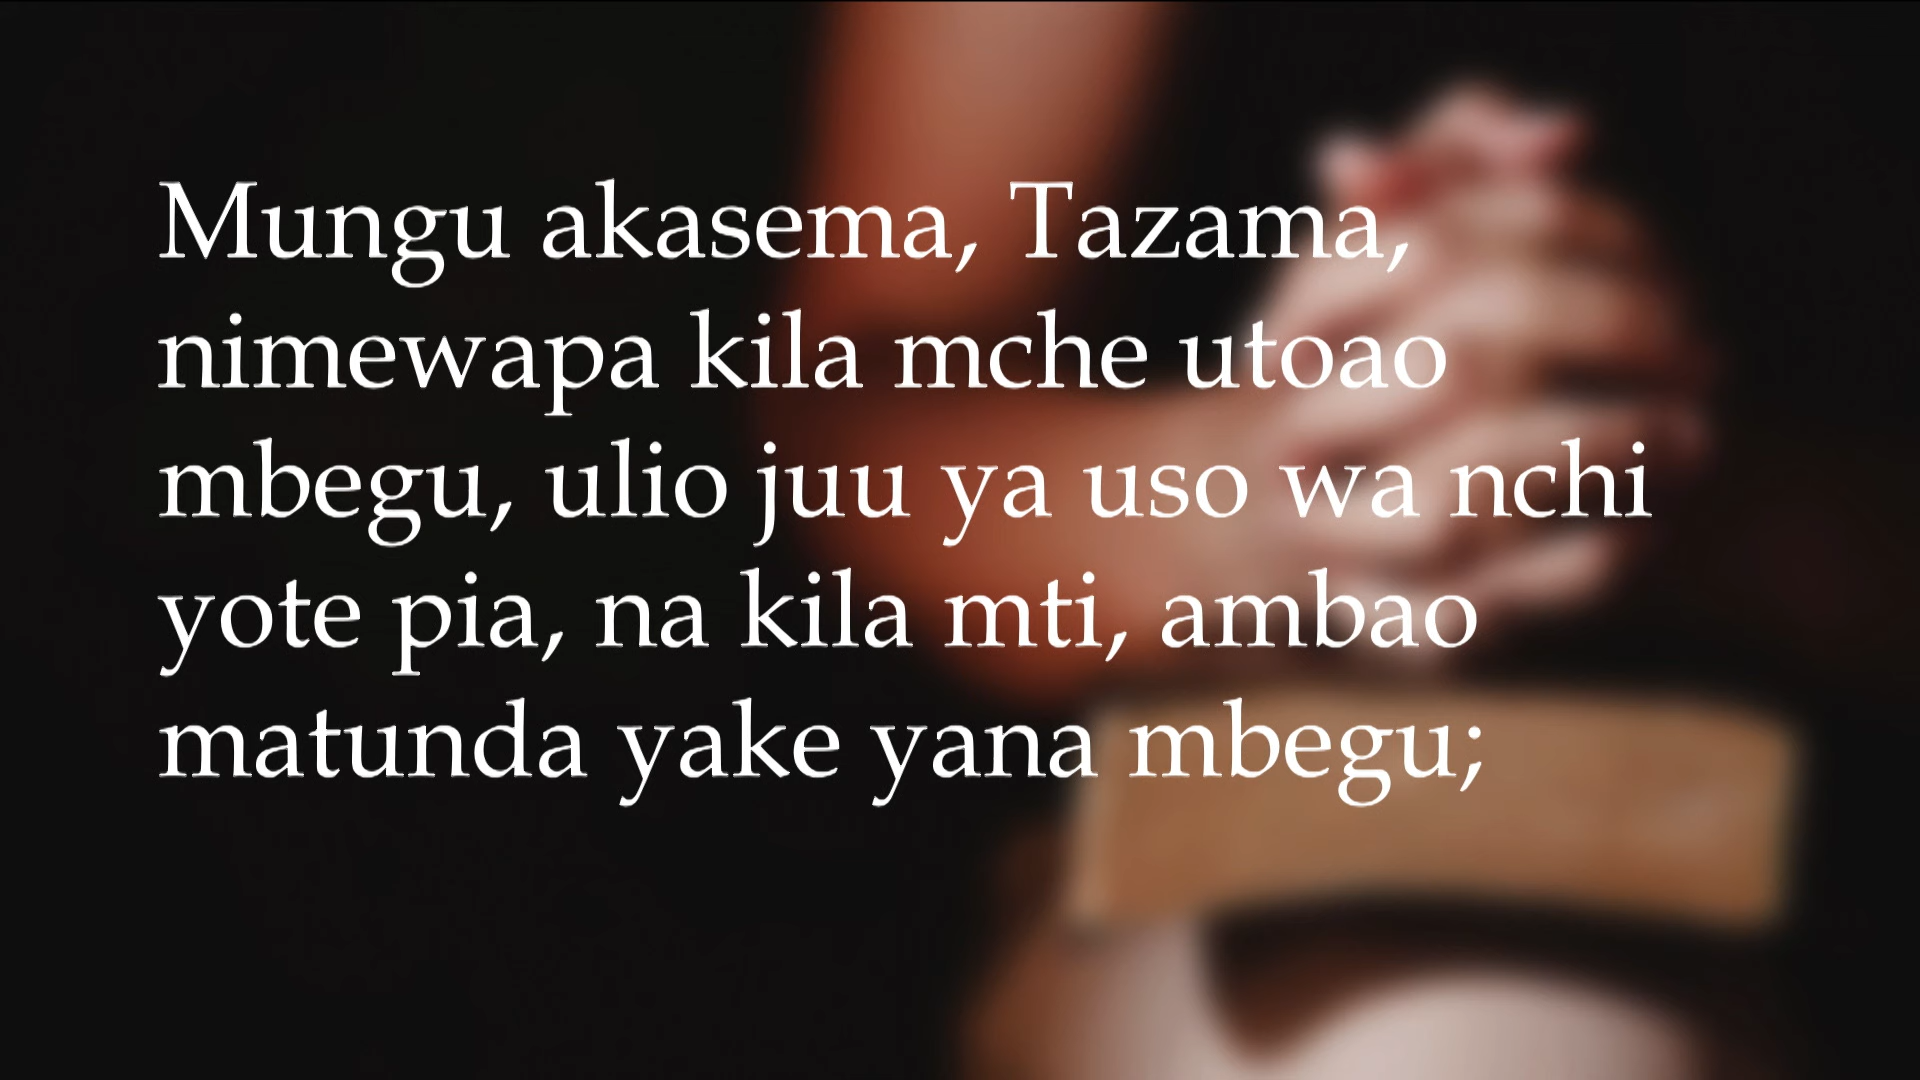 Mungu akasema, Tazama,
nimewapa kila mche utoao
mbegu, ulio juu ya uso wa nchi
yote pia, na kila mti, ambao
matunda yake yana mbegu;